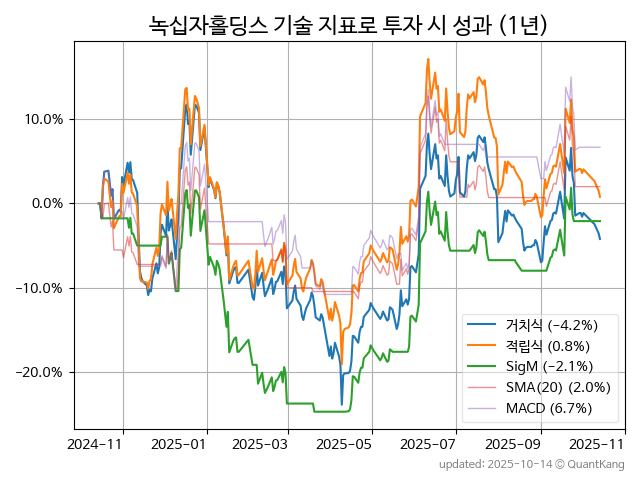 녹십자홀딩스 기술 지표로 투자 시 성과 (1년)
10.0%
0.0%
−10.0%
−20.0%
거치식 (−4.2%)
적립식 (0.8%)
SigM (−2.1%)
SMA(20) (2.0%)
MACD (6.7%)
2024-11 2025-01 2025-03 2025-05 2025-07 2025-09 2025-11
updated: 2025-10-14 © QuantKang